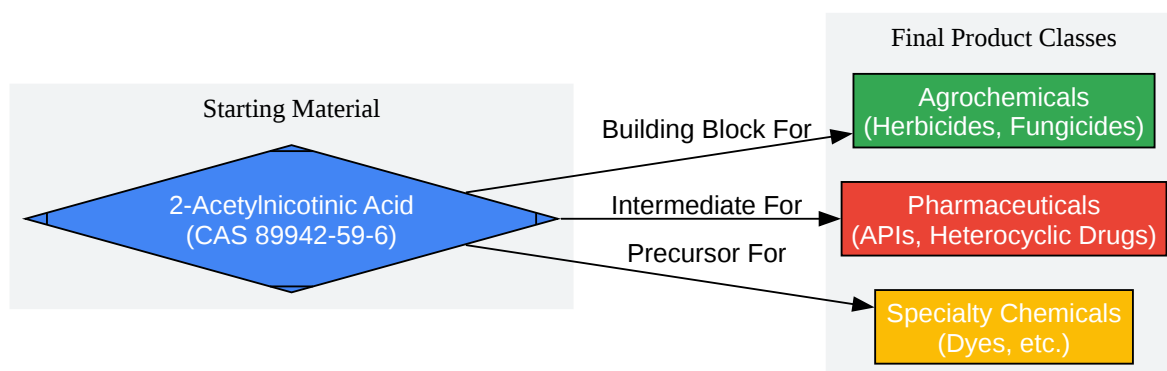 Starting Material
2-Acetylnicotinic Acid
(CAS 89942-59-6)
Building Block For
Intermediate For
Precursor For
Final Product Classes
Agrochemicals
(Herbicides, Fungicides)
Pharmaceuticals
(APIs, Heterocyclic Drugs)
Specialty Chemicals
(Dyes, etc.)